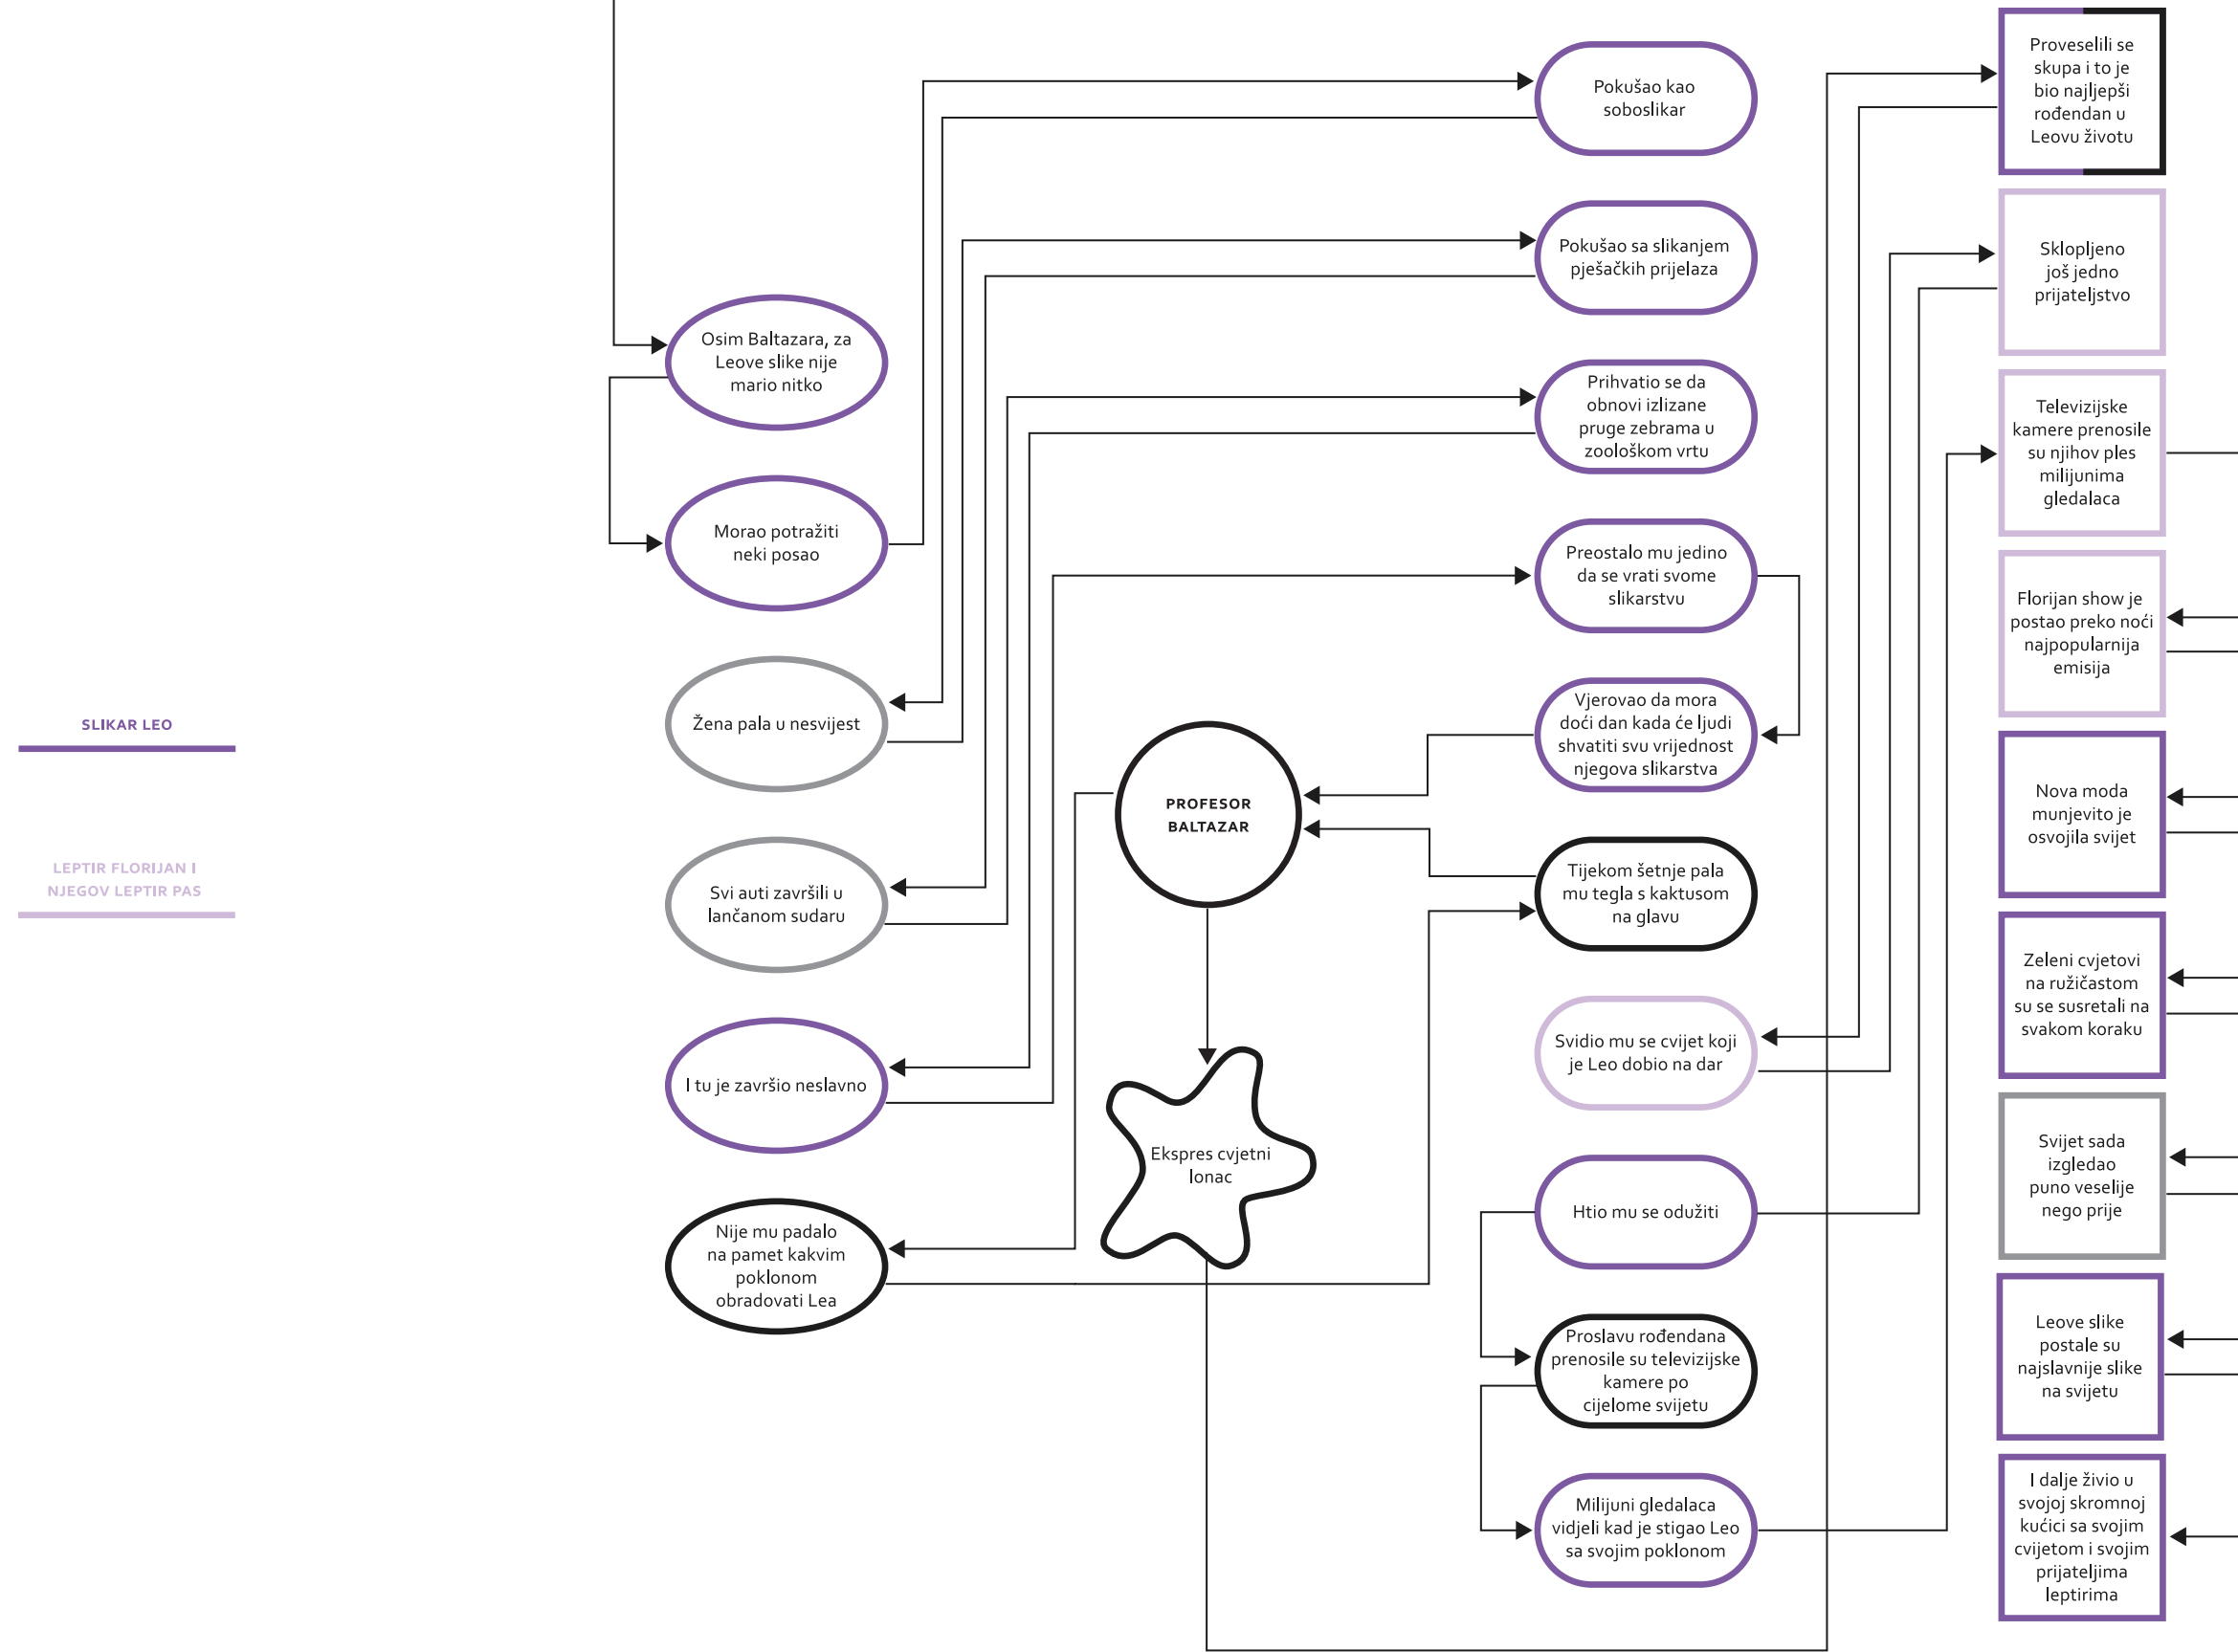 SLIKAR LEO
LEPTIR FLORIJAN I
NJEGOV LEPTIR PAS
Osim Baltazara, za
Leove slike nije
mario nitko
Morao potražiti
neki posao
Žena pala u nesvijest
Svi auti završili u
lančanom sudaru
I tu je završio neslavno
Nije mu padalo
na pamet kakvim
poklonom
obradovati Lea
PROFESOR
BALTAZAR
Ekspres cvjetni
lonac
Pokušao kao
soboslikar
Pokušao sa slikanjem
pješačkih prijelaza
Prihvatio se da
obnovi izlizane
pruge zebrama u
zoološkom vrtu
Preostalo mu jedino
da se vrati svome
slikarstvu
Vjerovao da mora
doći dan kada će ljudi
shvatiti svu vrijednost
njegova slikarstva
Tijekom šetnje pala
mu tegla s kaktusom
na glavu
Svidio mu se cvijet koji
je Leo dobio na dar
Htio mu se odužiti
Proslavu rođendana
prenosile su televizijske
kamere po
cijelome svijetu
Milijuni gledalaca
vidjeli kad je stigao Leo
sa svojim poklonom
Proveselili se
skupa i to je
bio najljepši
rođendan u
Leovu životu
Sklopljeno
još jedno
prijateljstvo
Televizijske
kamere prenosile
su njihov ples
milijunima
gledalaca
Florijan show je
postao preko noći
najpopularnija
emisija
Nova moda
munjevito je
osvojila svijet
Zeleni cvjetovi
na ružičastom
su se susretali na
svakom koraku
Svijet sada
izgledao
puno veselije
nego prije
Leove slike
postale su
najslavnije slike
na svijetu
I dalje živio u
svojoj skromnoj
kućici sa svojim
cvijetom i svojim
prijateljima
leptirima